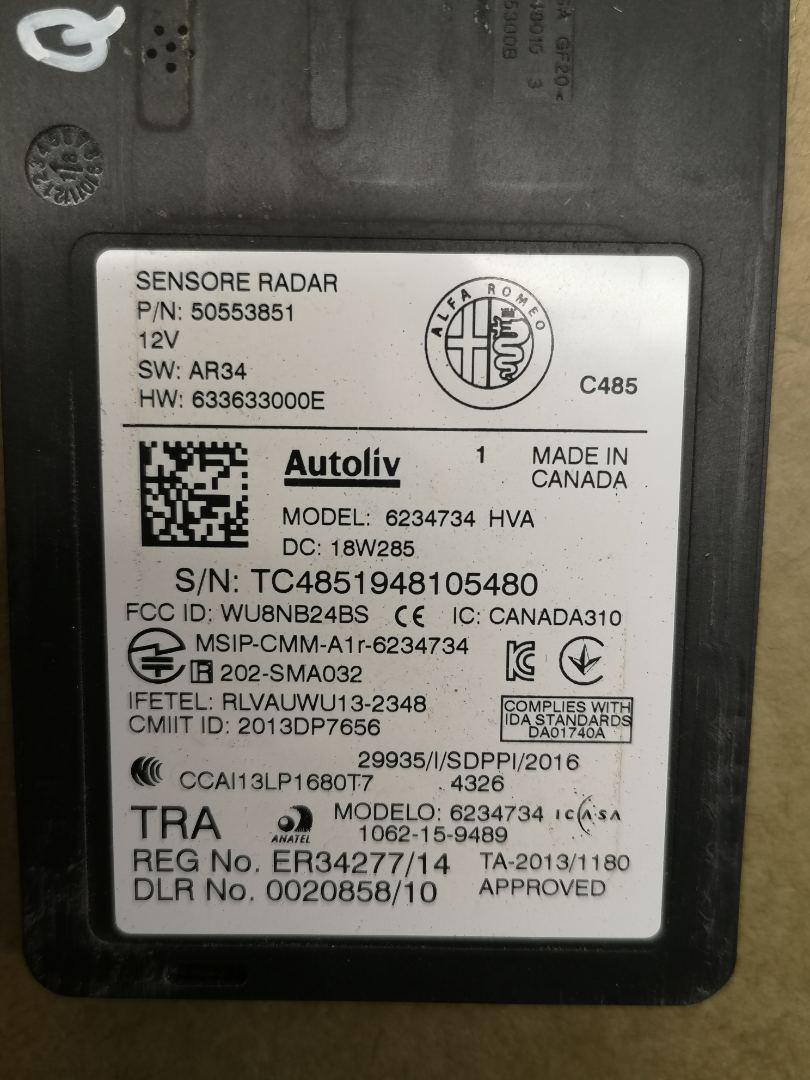 Q
SENSORE RADAR
P/N: 50553851
12V
SW: AR34
HW: 633633000E
ALFA ROMEO
C485
Autoliv
1
MADE IN
CANADA
MODEL: 6234734 HVA
DC: 18W285
S/N: TC4851948105480
FCC ID: WU8NB24BS CE IC: CANADA310
MSIP-CMM-A1r-6234734
R 202-SMA032
KC
IFETEL: RLVAUWU13-2348
CMIIT ID: 2013DP7656
COMPLIES WITH
IDA STANDARDS
DA01740A
29935/I/SDPPI/2016
CCAI13LP1680T7 4326
TRA
ANATEL
MODELO: 6234734 ICASA
1062-15-9489
REG No. ER34277/14 TA-2013/1180
DLR No. 0020858/10 APPROVED